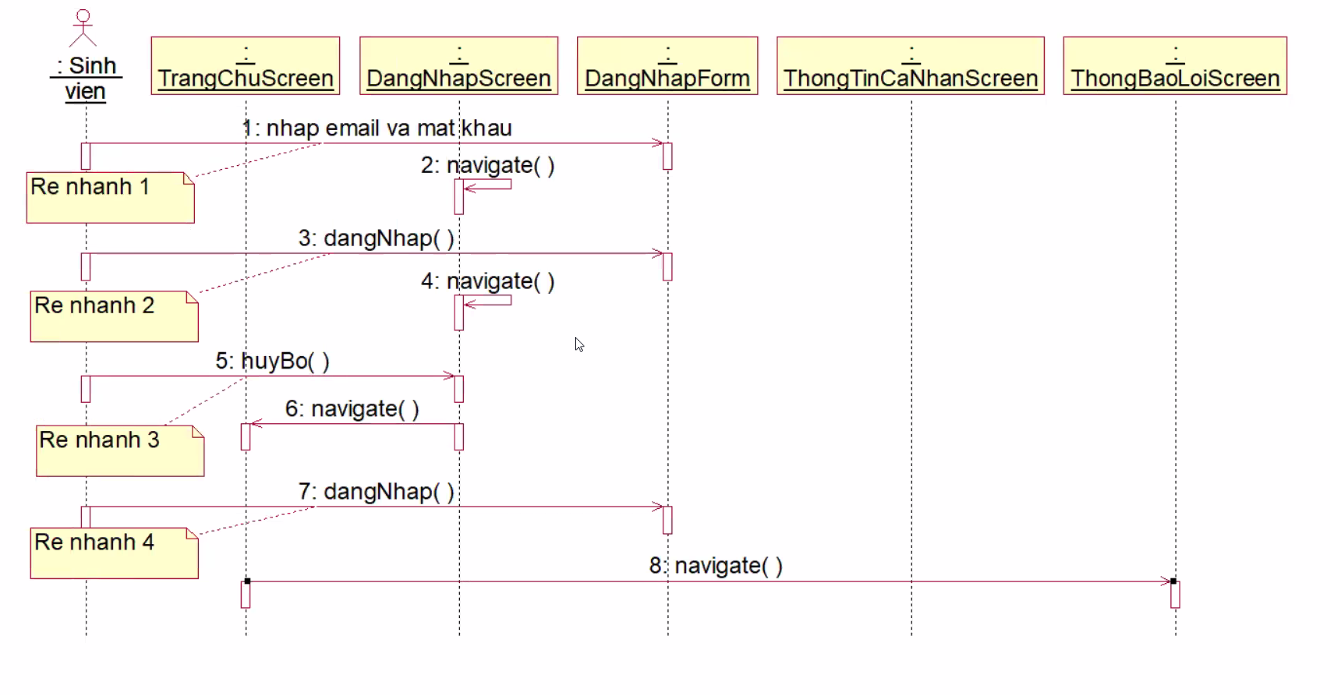 : Sinh
vien
:
TrangChuScreen
:
DangNhapScreen
:
DangNhapForm
:
ThongTinCaNhanScreen
:
ThongBaoLoiScreen
1: nhap email va mat khau
2: navigate( )
Re nhanh 1
3: dangNhap( )
4: navigate( )
Re nhanh 2
5: huyBo( )
6: navigate( )
Re nhanh 3
7: dangNhap( )
Re nhanh 4
8: navigate( )